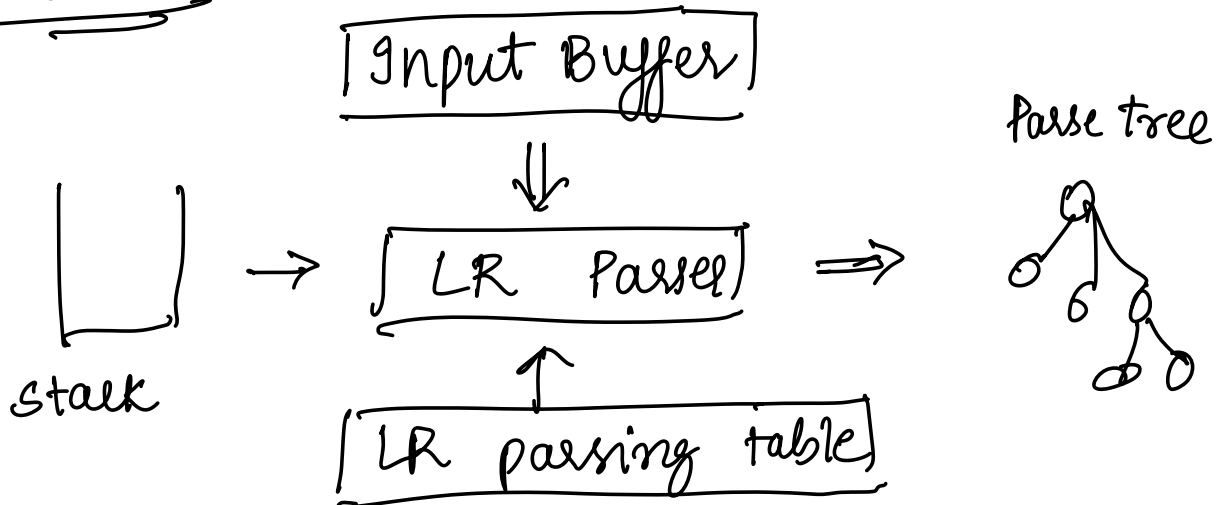 Input Buffer
Parse tree
LR Parser
stack
LR parsing table